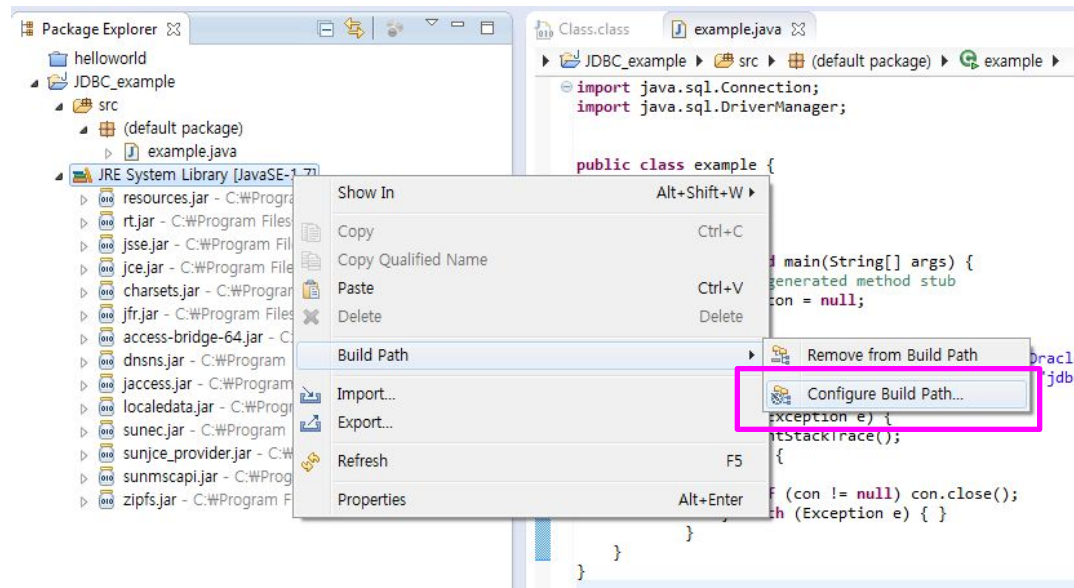 Package Explorer
helloworld
JDBC_example
src
(default package)
example.java
JRE System Library [JavaSE-1.7]
resources.jar - C:₩Progra
rt.jar - C:₩Program Files
jsse.jar - C:₩Program Fil
jce.jar - C:₩Program File
charsets.jar - C:₩Progran
jfr.jar - C:₩Program Files
access-bridge-64.jar - C:
dnsns.jar - C:₩Program
jaccess.jar - C:₩Program
localedata.jar - C:₩Progr
sunec.jar - C:₩Program
sunjce_provider.jar - C:₩
sunmscapi.jar - C:₩Prog
zipfs.jar - C:₩Program F
Show In Alt+Shift+W
Copy Ctrl+C
Copy Qualified Name
Paste Ctrl+V
Delete Delete
Build Path
Import...
Export...
Refresh F5
Properties Alt+Enter
Remove from Build Path
Configure Build Path...
Class.class example.java
JDBC_example src (default package) example
import java.sql.Connection;
import java.sql.DriverManager;
public class example {
main(String[] args) {
generated method stub
con = null;
Oracl
"jdb
Exception e) {
ntStackTrace();
{
(con != null) con.close();
ch (Exception e) { }
}
}
}